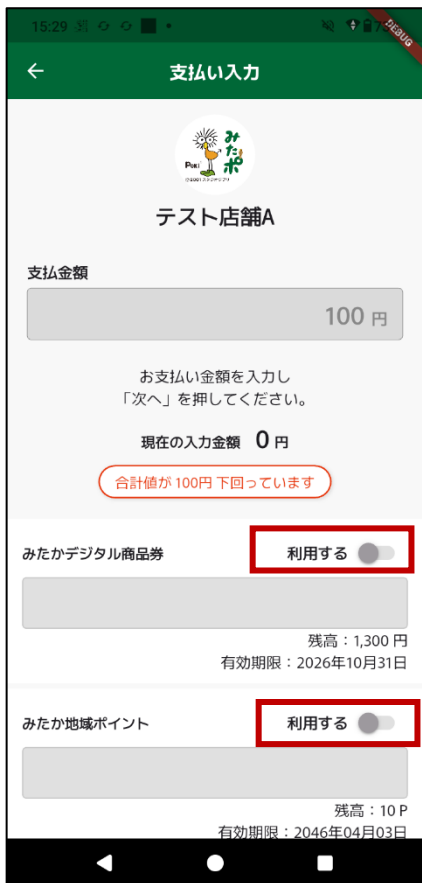 15:29
DEBUG
支払い入力
みたポ
Poki
テスト店舗A
支払金額
100 円
お支払い金額を入力し
「次へ」を押してください。
現在の入力金額 0 円
合計値が100円下回っています
みたかデジタル商品券 利用する
残高：1,300 円
有効期限：2026年10月31日
みたか地域ポイント 利用する
残高：10 P
有効期限：2046年04月03日